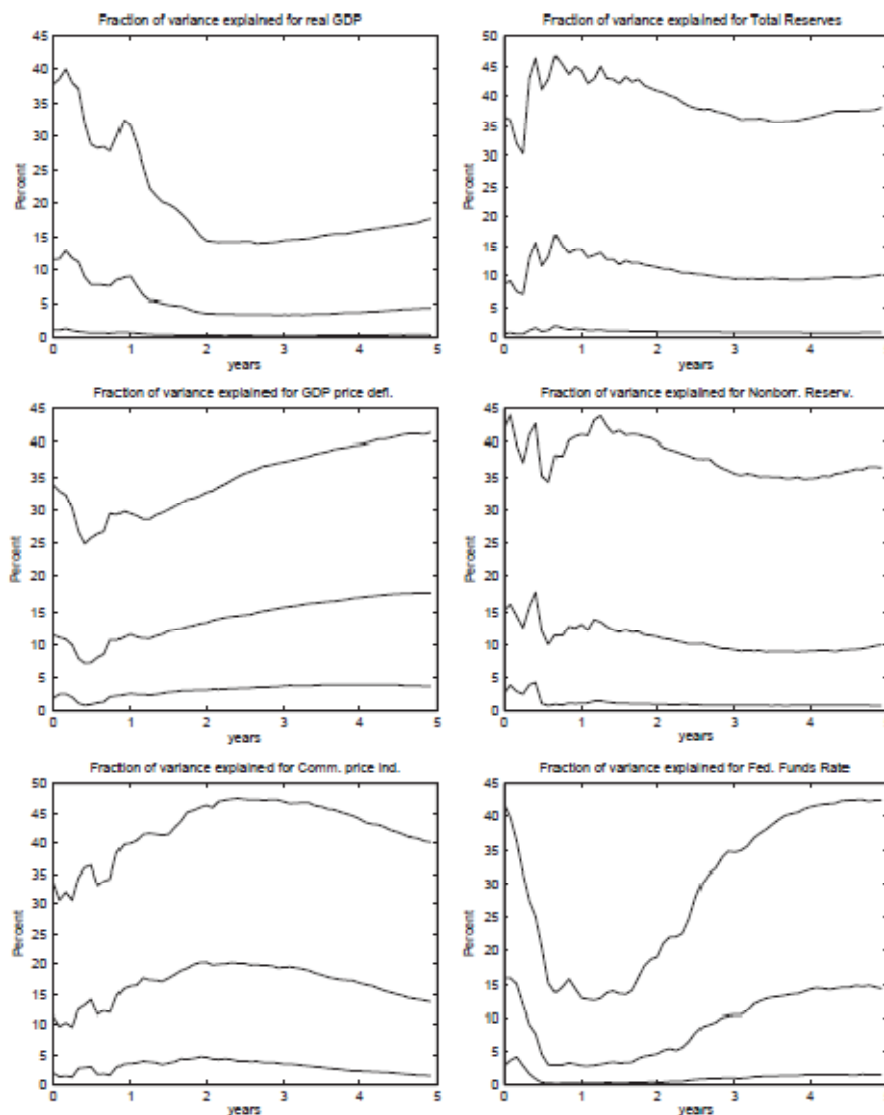 Fraction of variance explained for real GDP
45
40
35
30
25
20
15
10
5
0
Percent
0 1 2 3 4 5
years
Fraction of variance explained for Total Reserves
50
45
40
35
30
25
20
15
10
5
0
Percent
0 1 2 3 4
years
Fraction of variance explained for GDP price defl.
45
40
35
30
25
20
15
10
5
0
Percent
0 1 2 3 4 5
years
Fraction of variance explained for Nonborr. Reserv.
45
40
35
30
25
20
15
10
5
0
Percent
0 1 2 3 4
years
Fraction of variance explained for Comm. price ind.
50
45
40
35
30
25
20
15
10
5
0
Percent
0 1 2 3 4 5
years
Fraction of variance explained for Fed. Funds Rate
45
40
35
30
25
20
15
10
5
0
Percent
0 1 2 3 4
years